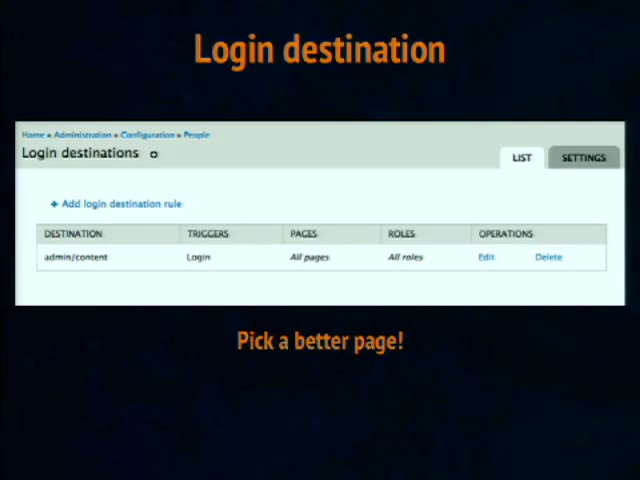 Login destination
Home » Administration » Configuration » People
Login destinations
LIST SETTINGS
+ Add login destination rule
DESTINATION TRIGGERS PAGES ROLES OPERATIONS
admin/content Login All pages All roles Edit Delete
Pick a better page!